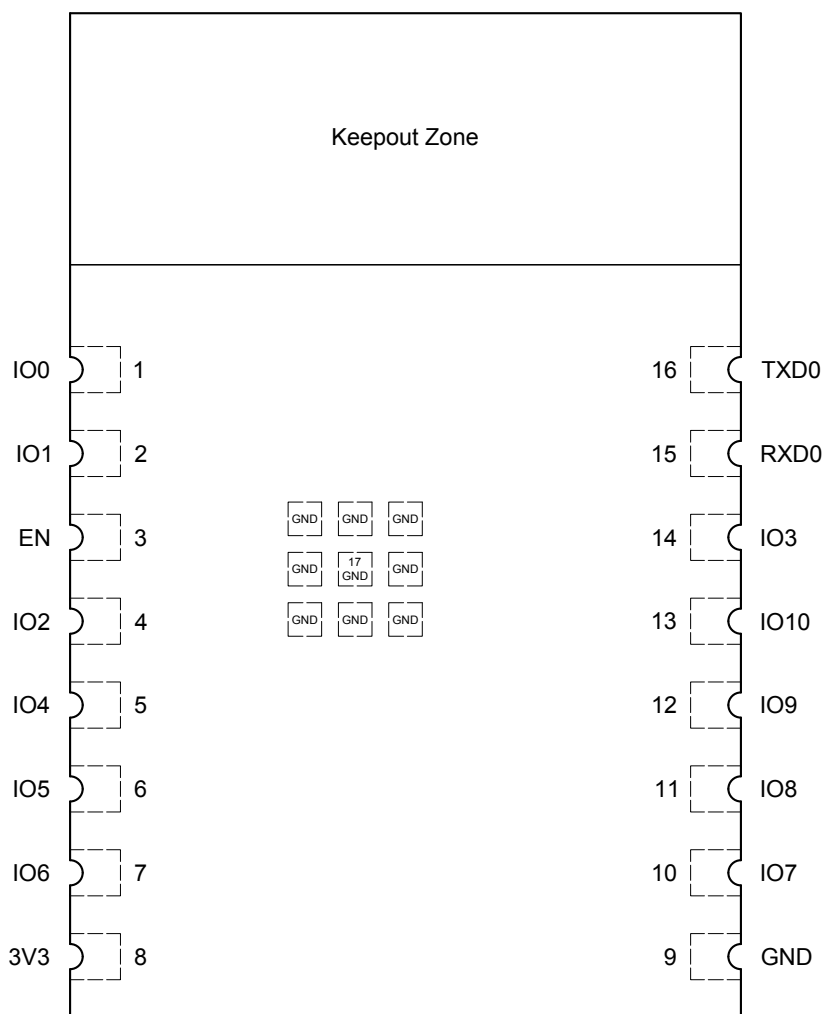 Keepout Zone
IO0 1 16 TXD0
IO1 2 15 RXD0
GND GND GND
EN 3 14 IO3
17
GND GND GND
GND GND GND
IO2 4 13 IO10
IO4 5 12 IO9
IO5 6 11 IO8
IO6 7 10 IO7
3V3 8 9 GND